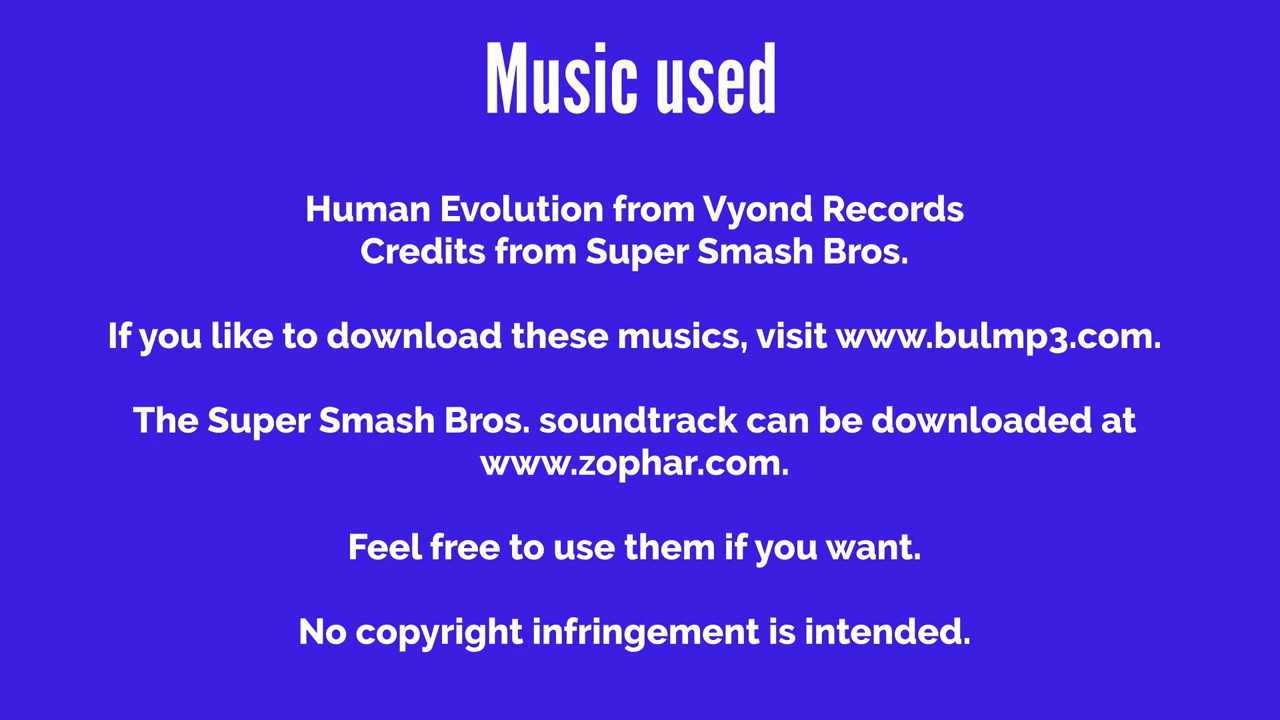 Music used
Human Evolution from Vyond Records
Credits from Super Smash Bros.
If you like to download these musics, visit www.bulmp3.com.
The Super Smash Bros. soundtrack can be downloaded at
www.zophar.com.
Feel free to use them if you want.
No copyright infringement is intended.